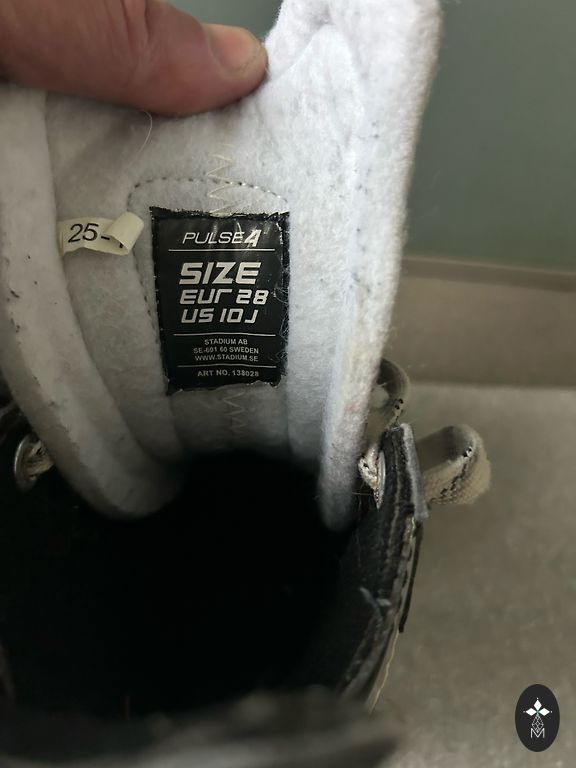 25-
PULSE4
SIZE
EUR 28
US 10J
STADIUM AB
SE-601 60 SWEDEN
WWW.STADIUM.SE
ART NO. 138028
M